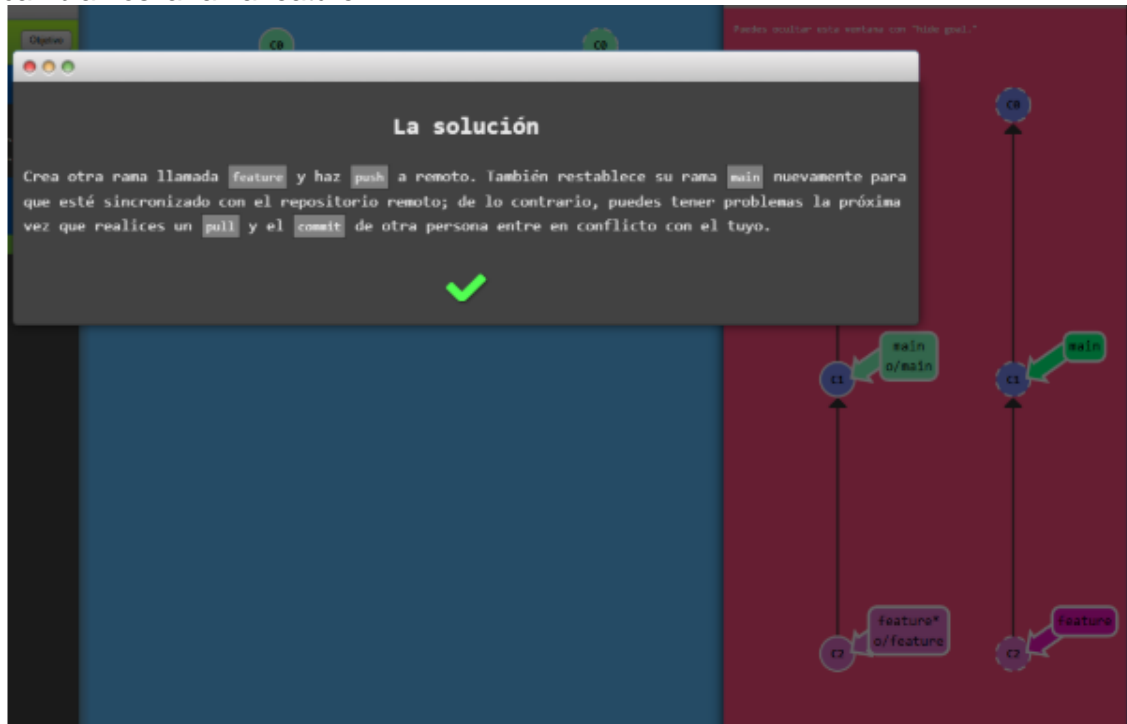 Objetivo
C0
C0
Puedes ocultar esta ventana con "hide goal."
C0
La solución
Crea otra rama llamada feature y haz push a remoto. También restablece su rama main nuevamente para
que esté sincronizado con el repositorio remoto; de lo contrario, puedes tener problemas la próxima
vez que realices un pull y el commit de otra persona entre en conflicto con el tuyo.
main
o/main
main
C1
C1
feature*
o/feature
feature
C2
C2